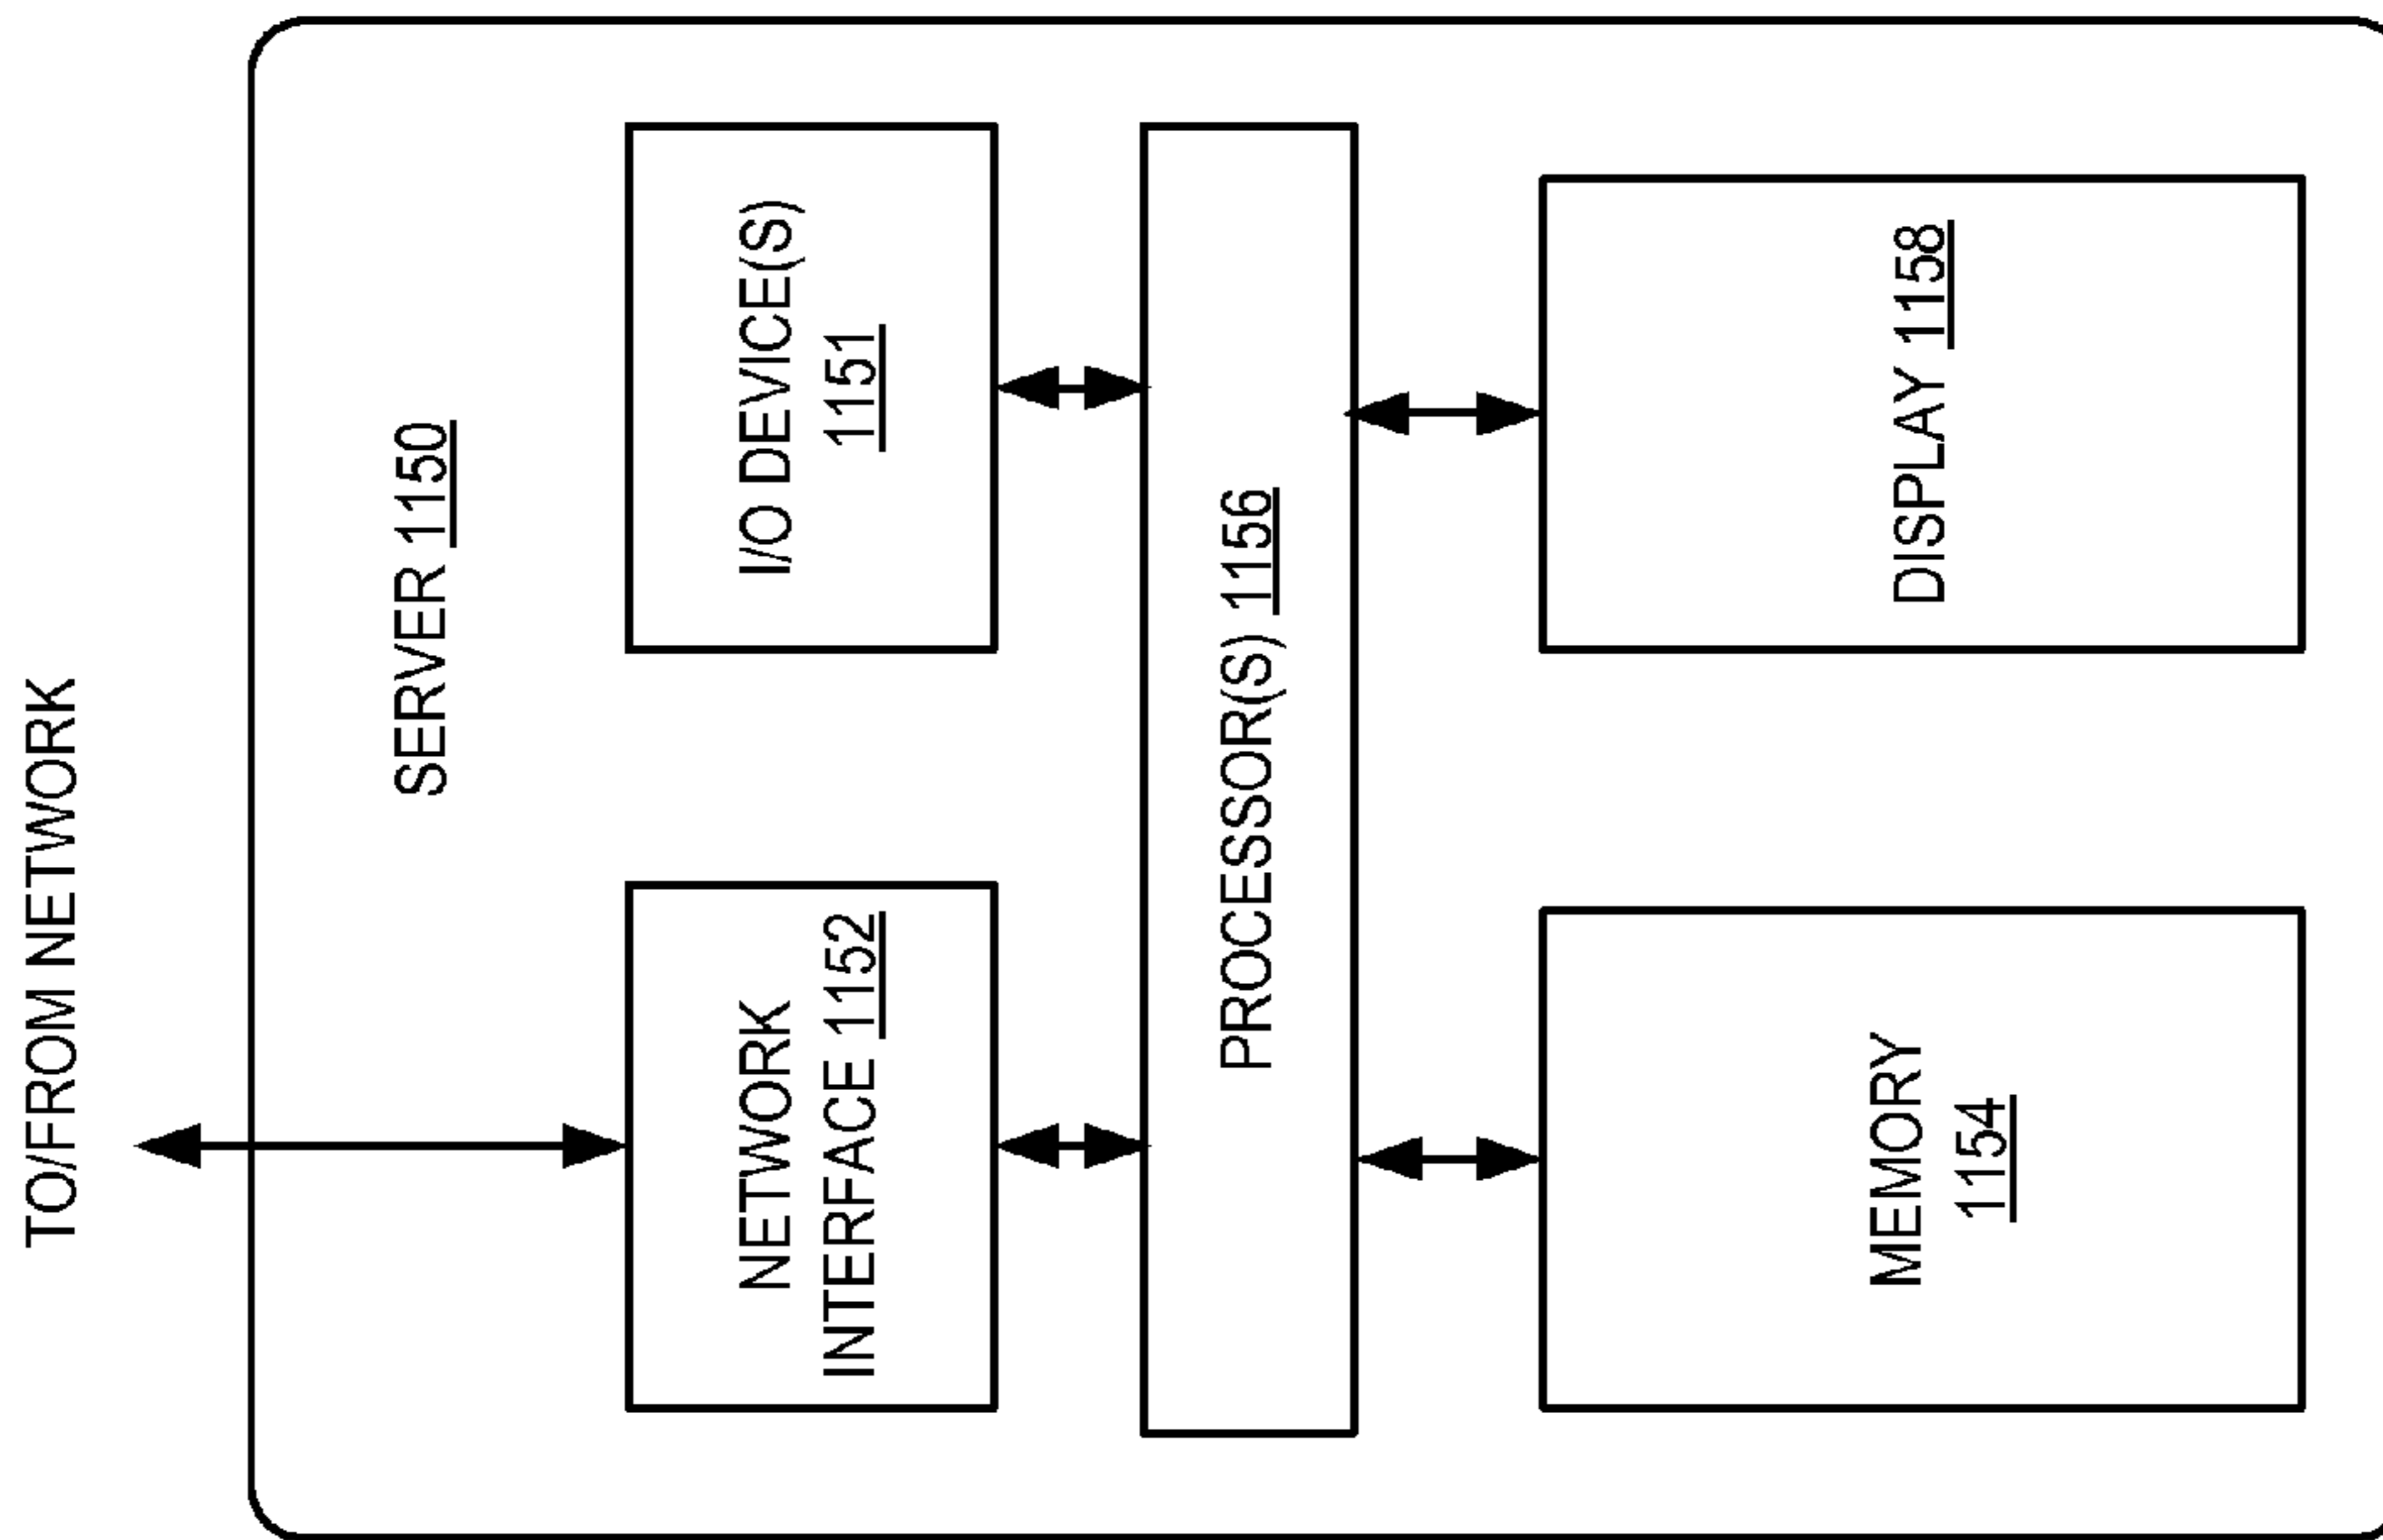 TO/FROM NETWORK
SERVER 1150
NETWORK
INTERFACE 1152
I/O DEVICE(S)
1151
PROCESSOR(S) 1156
MEMORY
1154
DISPLAY 1158